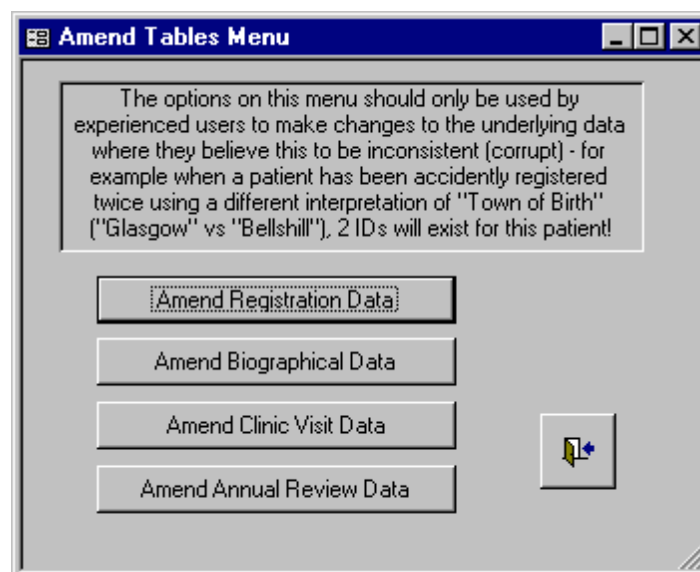 Amend Tables Menu
The options on this menu should only be used by
experienced users to make changes to the underlying data
where they believe this to be inconsistent (corrupt) - for
example when a patient has been accidently registered
twice using a different interpretation of "Town of Birth"
("Glasgow" vs "Bellshill"), 2 IDs will exist for this patient!
Amend Registration Data
Amend Biographical Data
Amend Clinic Visit Data
Amend Annual Review Data